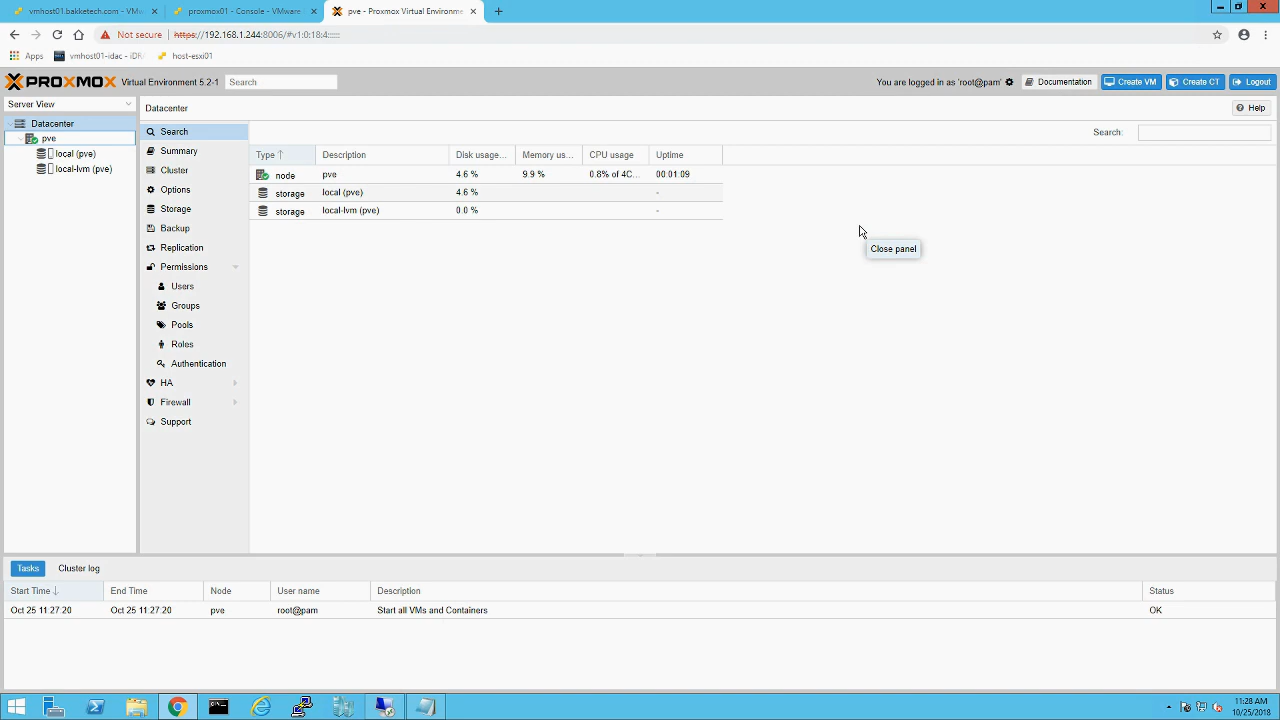 vmhost01.bakketech.com - VMw
proxmox01 - Console - VMware
pve - Proxmox Virtual Environme
Not secure
https://192.168.1.244:8006/#v1:0:18:4:::::
Apps
vmhost01-idac - iDR
host-esxi01
PROXMOX Virtual Environment 5.2-1
Search
You are logged in as 'root@pam'
Documentation
Create VM
Create CT
Logout
Server View
Datacenter
Help
Datacenter
pve
local (pve)
local-lvm (pve)
Search
Summary
Cluster
Options
Storage
Backup
Replication
Permissions
Users
Groups
Pools
Roles
Authentication
HA
Firewall
Support
Search:
Type Description Disk usage... Memory us... CPU usage Uptime
node pve 4.6 % 9.9 % 0.8% of 4C... 00:01:09
storage local (pve) 4.6 % -
storage local-lvm (pve) 0.0 % -
Close panel
Tasks
Cluster log
Start Time End Time Node User name Description Status
Oct 25 11:27:20 Oct 25 11:27:20 pve root@pam Start all VMs and Containers OK
11:28 AM
10/25/2018